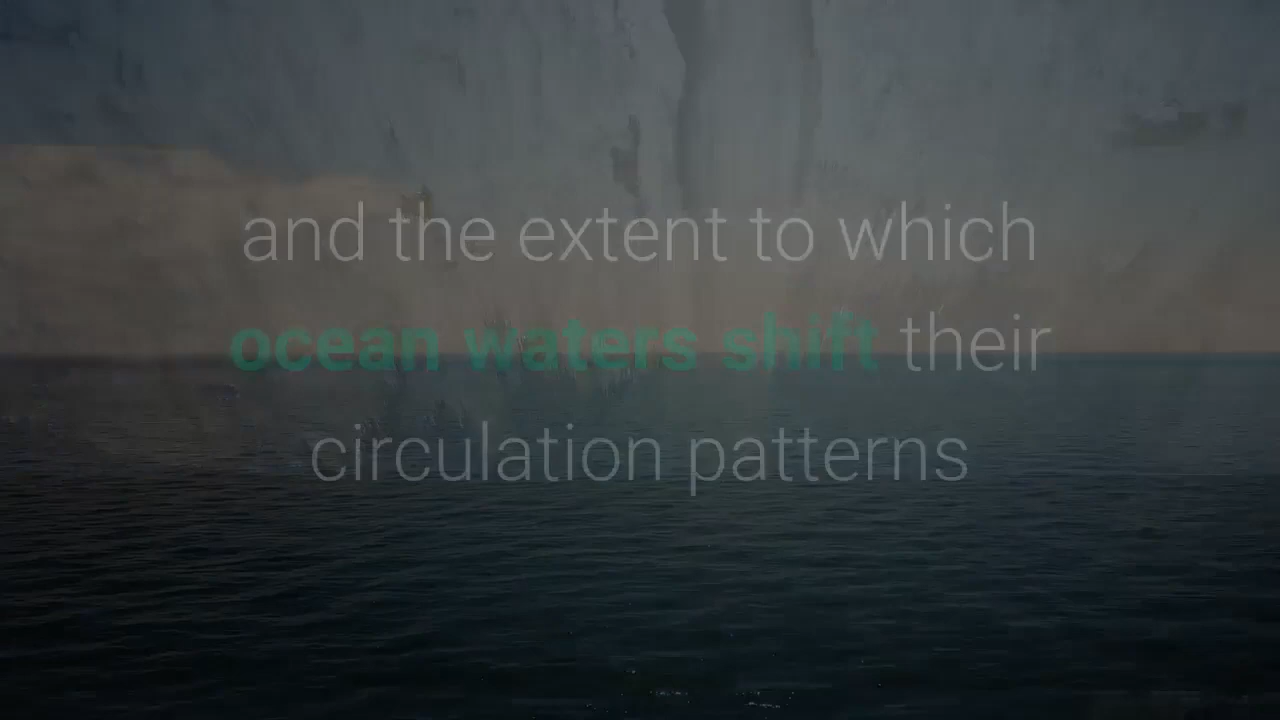 and the extent to which
ocean waters shift their
circulation patterns